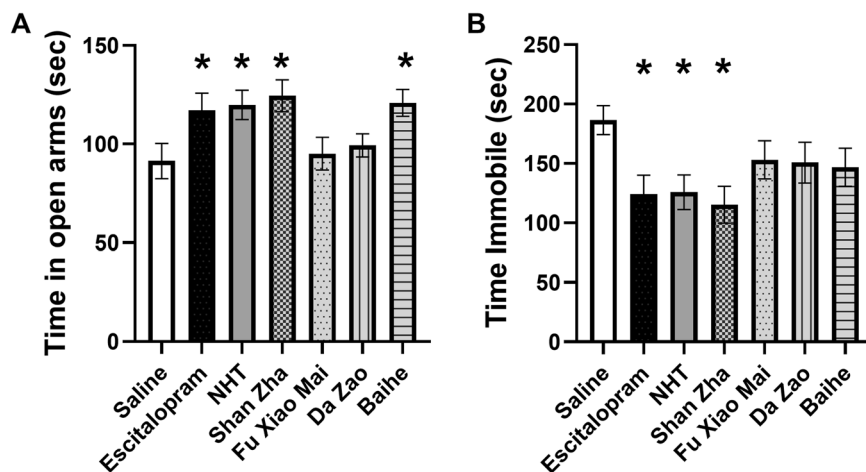 A
Time in open arms (sec)
150
100
50
0
* * * *
Saline
Escitalopram
NHT
Shan Zha
Fu Xiao Mai
Da Zao
Baihe
B
Time Immobile (sec)
250
200
150
100
50
0
* * *
Saline
Escitalopram
NHT
Shan Zha
Fu Xiao Mai
Da Zao
Baihe